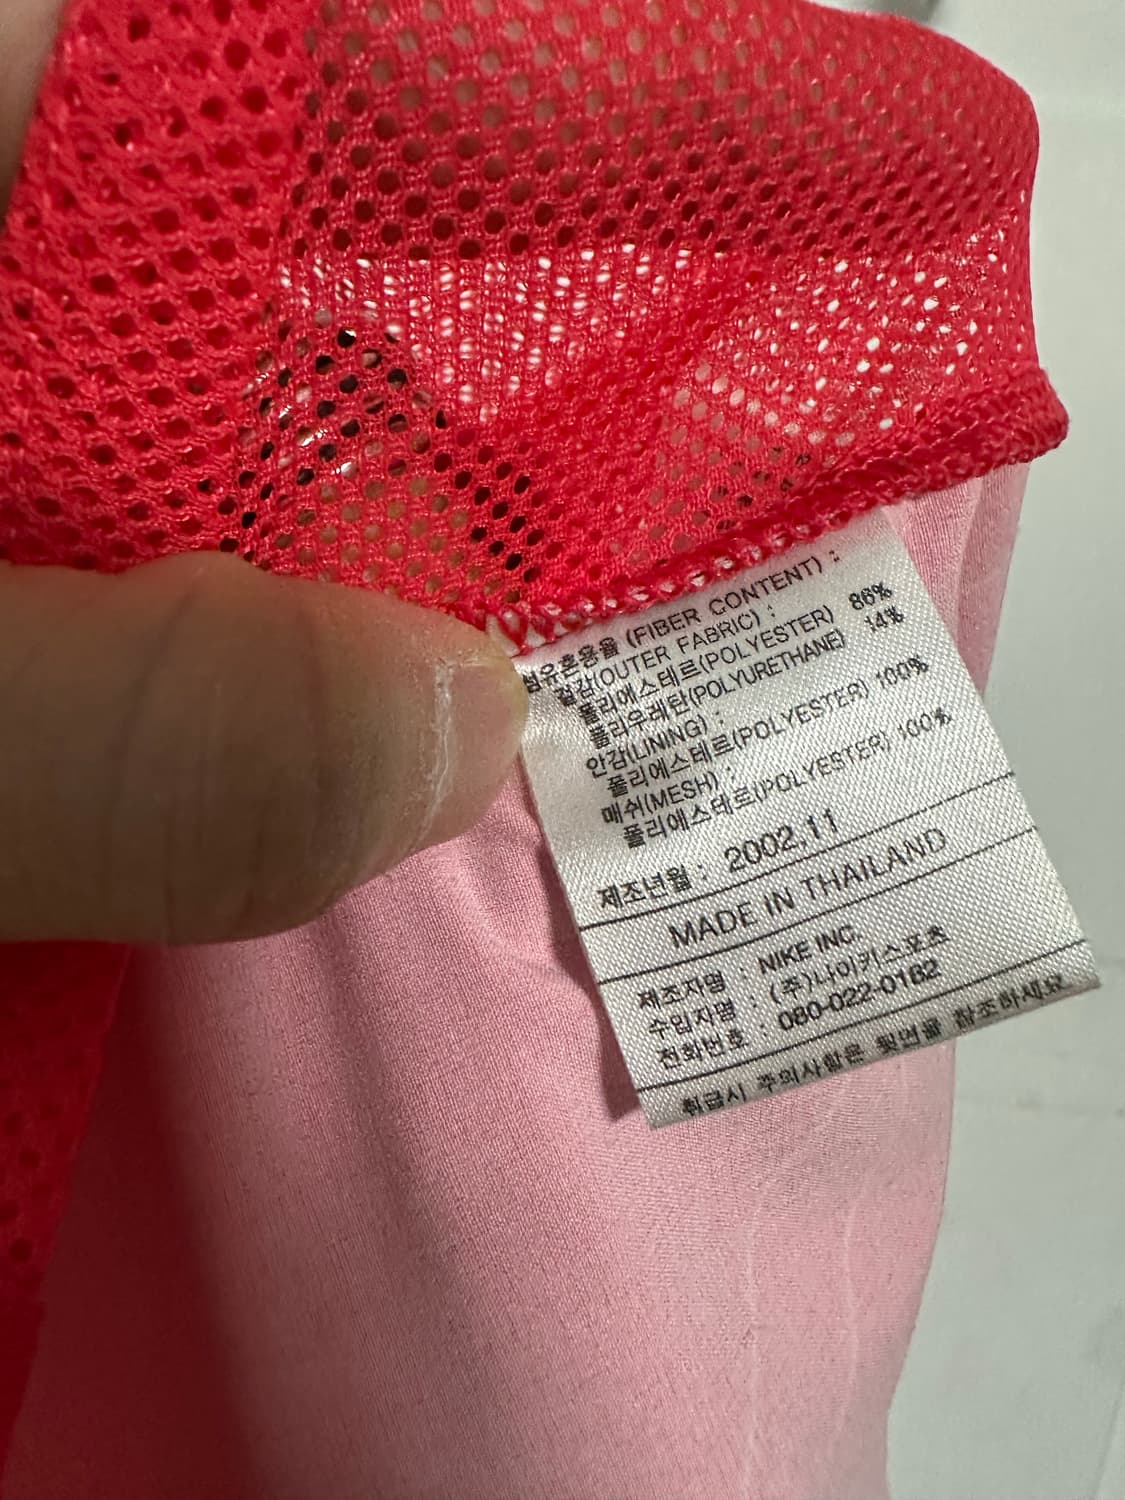 섬유혼용율 (FIBER CONTENT) :
겉감(OUTER FABRIC) :
폴리에스테르(POLYESTER) 86%
폴리우레탄(POLYURETHANE) 14%
안감(LINING) :
폴리에스테르(POLYESTER) 100%
매쉬(MESH) :
폴리에스테르(POLYESTER) 100%
제조년월 : 2002,11
MADE IN THAILAND
제조자명 : NIKE INC.
수입자명 : (주)나이키스포츠
전화번호 : 080-022-0182
취급시 주의사항은 뒷면을 참조하세요